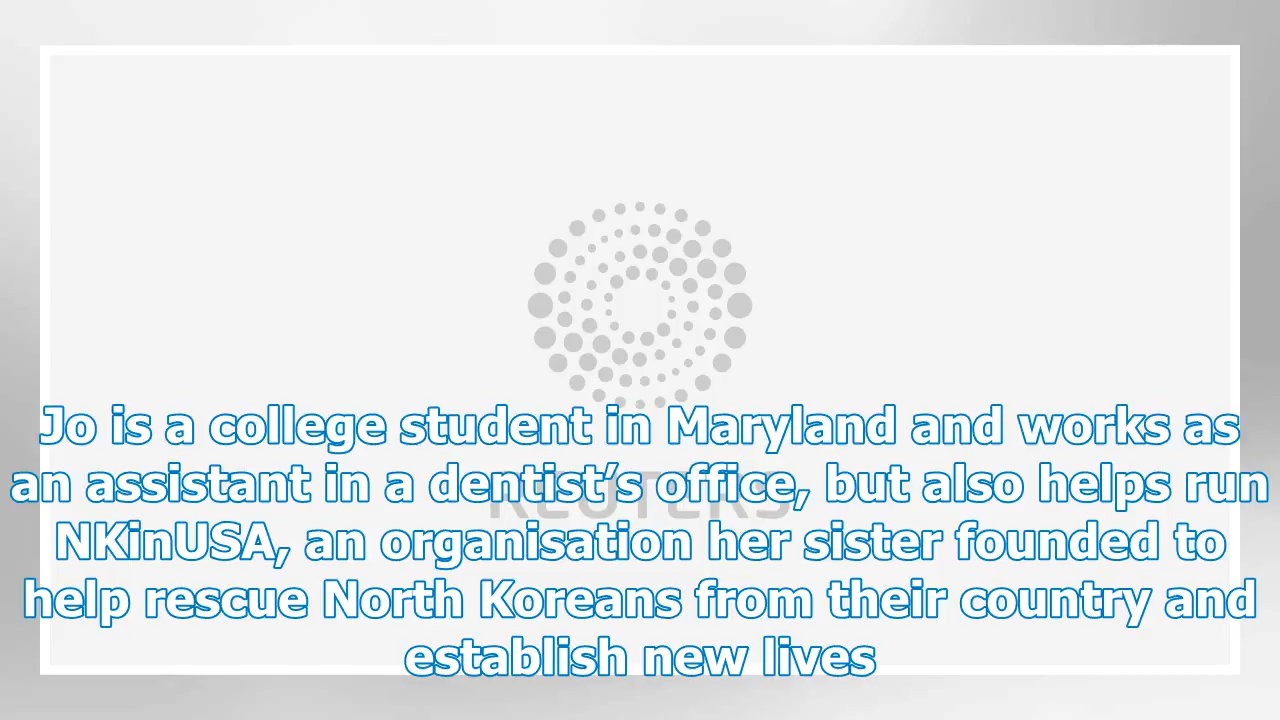 Jo is a college student in Maryland and works as
an assistant in a dentist’s office, but also helps run
REUTERS
NKinUSA, an organisation her sister founded to
help rescue North Koreans from their country and
establish new lives